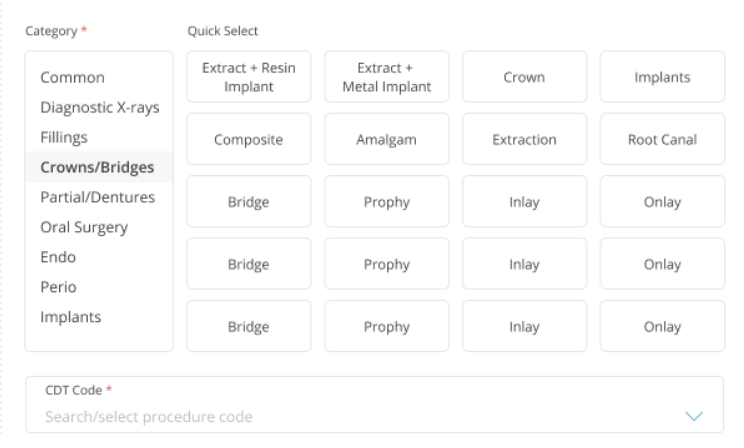 Category *
Quick Select
Common
Diagnostic X-rays
Fillings
Crowns/Bridges
Partial/Dentures
Oral Surgery
Endo
Perio
Implants
Extract + Resin
Implant
Extract +
Metal Implant
Crown
Implants
Composite
Amalgam
Extraction
Root Canal
Bridge
Prophy
Inlay
Onlay
Bridge
Prophy
Inlay
Onlay
Bridge
Prophy
Inlay
Onlay
CDT Code *
Search/select procedure code